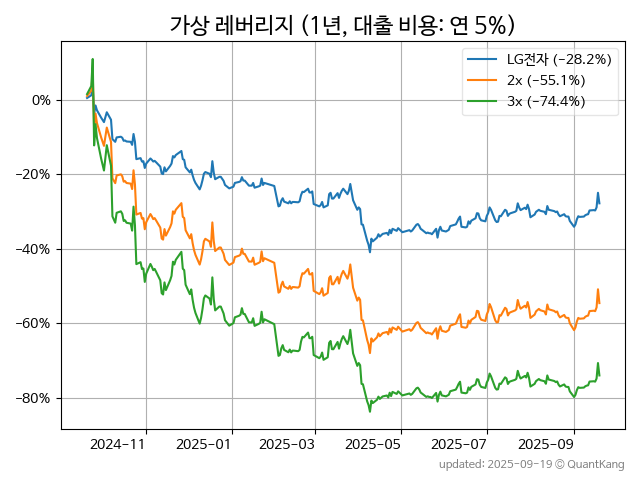 가상 레버리지 (1년, 대출 비용: 연 5%)
LG전자 (−28.2%)
2x (−55.1%)
3x (−74.4%)
0%
−20%
−40%
−60%
−80%
2024−11 2025−01 2025−03 2025−05 2025−07 2025−09
updated: 2025-09-19 © QuantKang